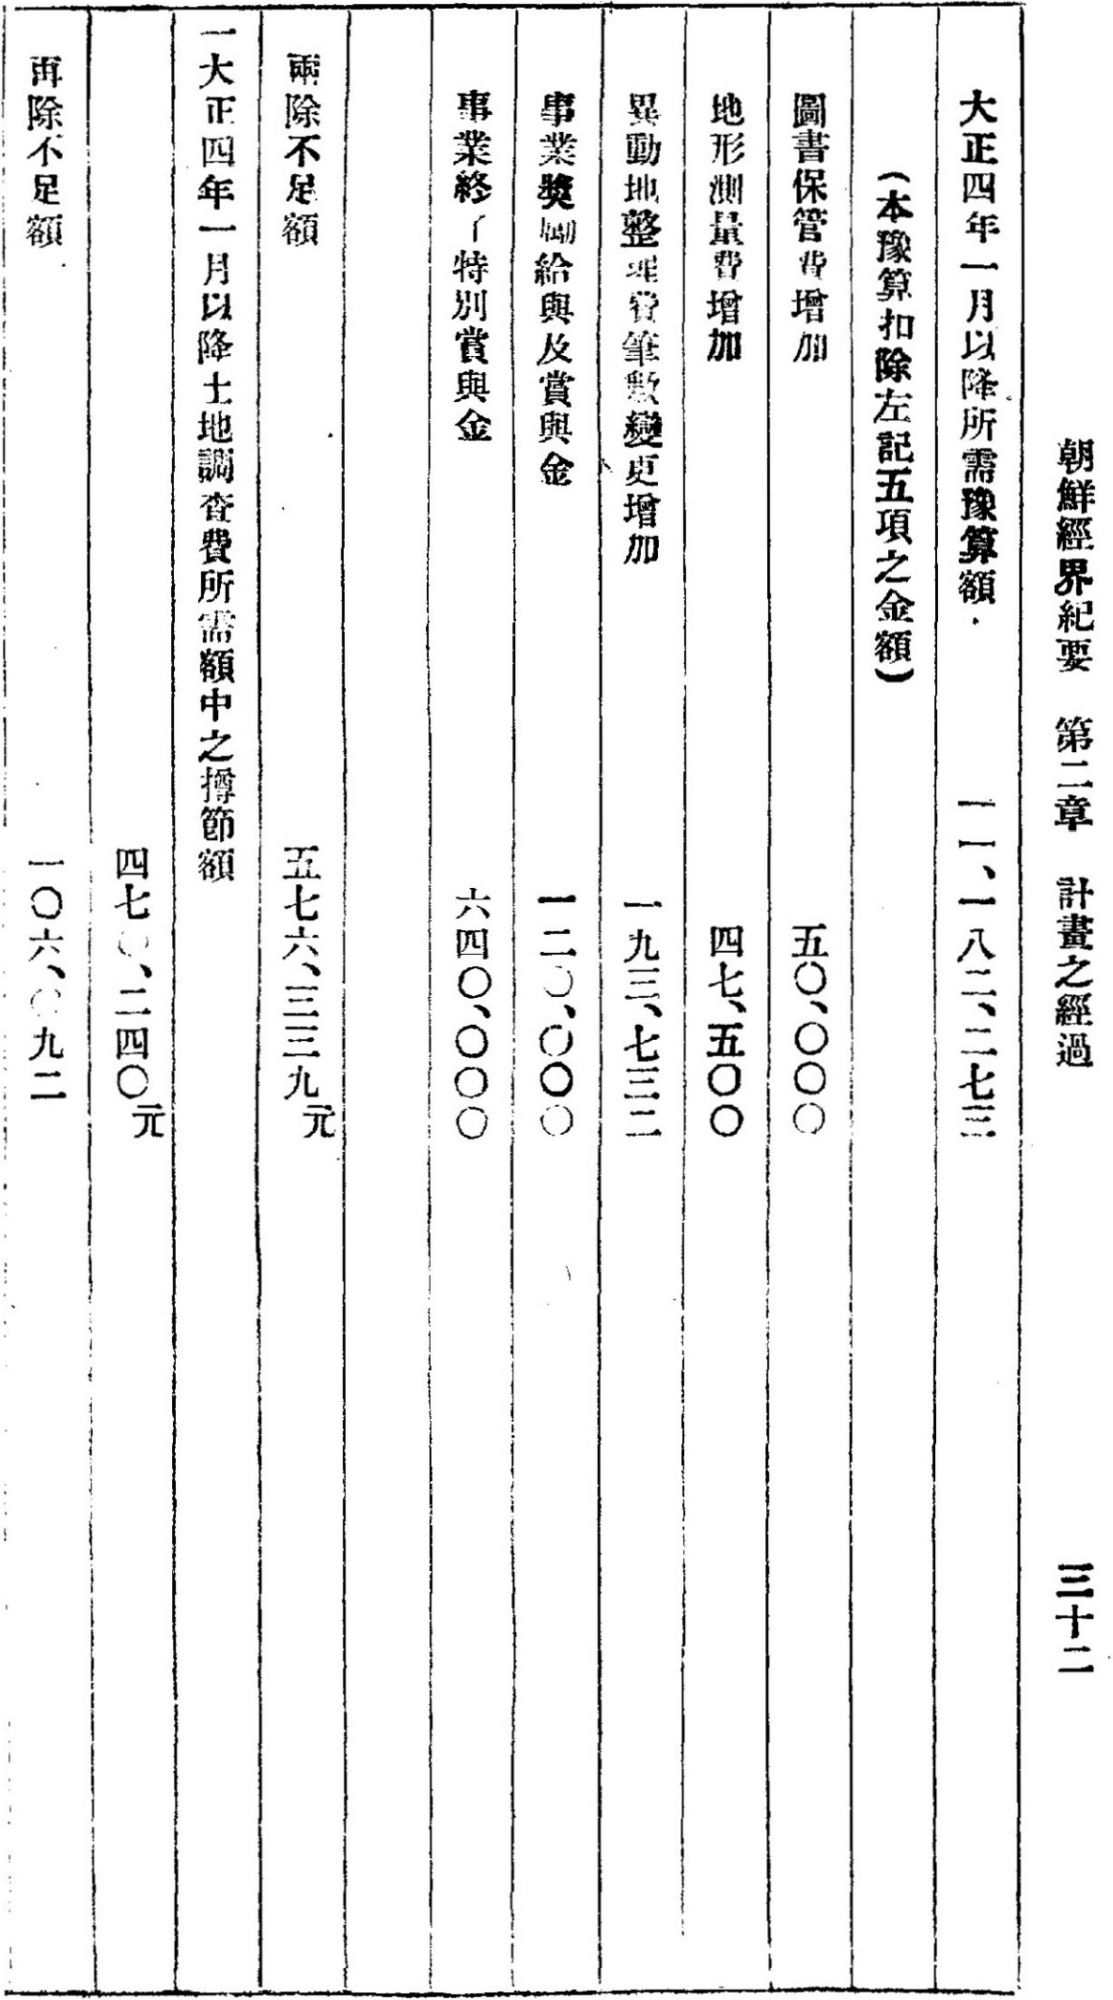 朝鮮經界紀要　第二章　計畫之經過　三十二
大正四年一月以降所需豫算額．　一一、一八二、二七三
（本豫算扣除左記五項之金額）
圖書保管費增加　五〇、〇〇〇
地形測量費增加　四七、五〇〇
異動地整理費筆數變更增加　一九三、七三二
事業獎勵給與及賞與金　一二〇、〇〇〇
事業終了特別賞與金　六四〇、〇〇〇
兩除不足額　五七六、三三九元
一大正四年一月以降土地調査費所需額中之撙節額
四七〇、二四〇元
再除不足額　一〇六、〇九二